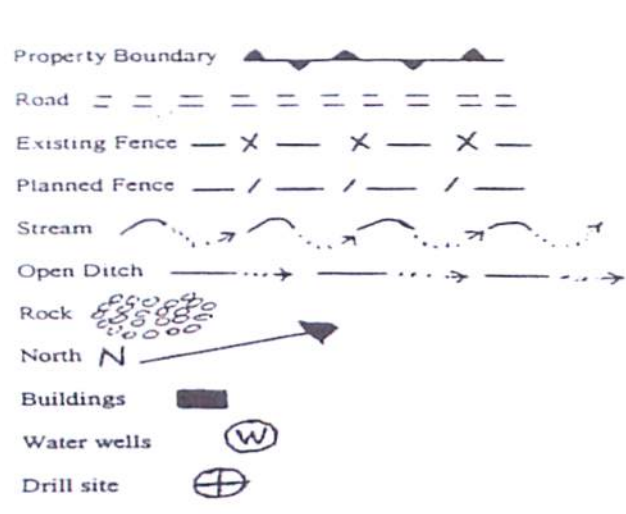 Property Boundary
Road
Existing Fence
Planned Fence
Stream
Open Ditch
Rock
North N
Buildings
Water wells W
Drill site